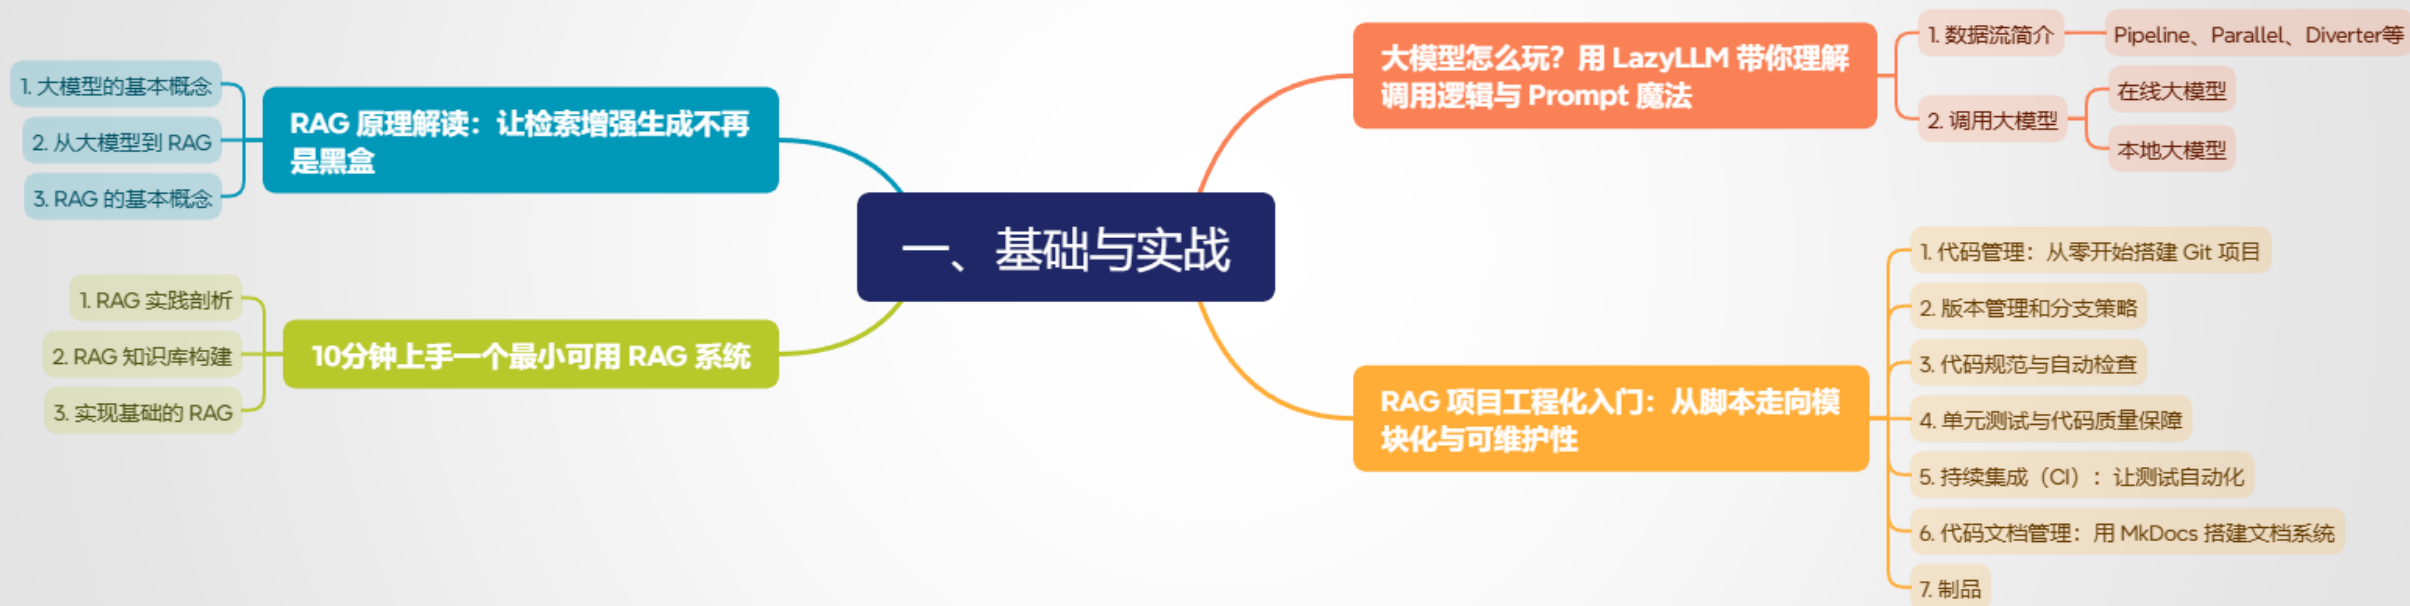 一、基础与实战
RAG 原理解读：让检索增强生成不再
是黑盒
1. 大模型的基本概念
2. 从大模型到 RAG
3. RAG 的基本概念
10分钟上手一个最小可用 RAG 系统
1. RAG 实践剖析
2. RAG 知识库构建
3. 实现基础的 RAG
大模型怎么玩？用 LazyLLM 带你理解
调用逻辑与 Prompt 魔法
1. 数据流简介
Pipeline、Parallel、Diverter等
2. 调用大模型
在线大模型
本地大模型
RAG 项目工程化入门：从脚本走向模
块化与可维护性
1. 代码管理：从零开始搭建 Git 项目
2. 版本管理和分支策略
3. 代码规范与自动检查
4. 单元测试与代码质量保障
5. 持续集成（CI）：让测试自动化
6. 代码文档管理：用 MkDocs 搭建文档系统
7. 制品